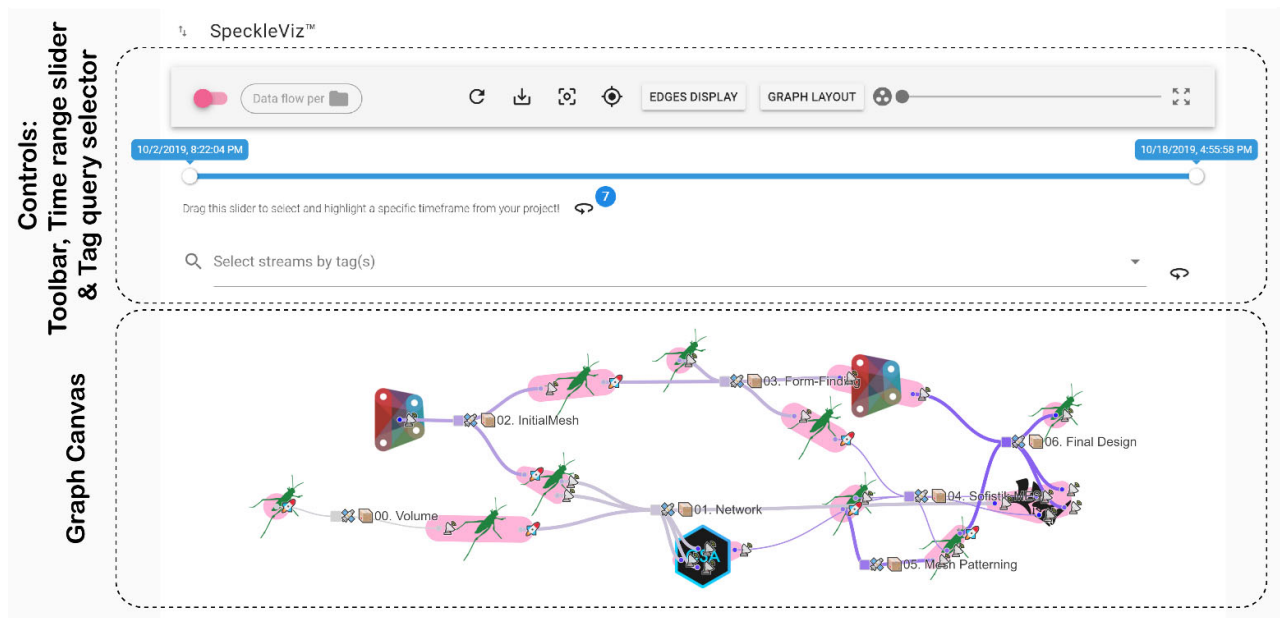 SpeckleViz™
Controls:
Toolbar, Time range slider
& Tag query selector
Data flow per
EDGES DISPLAY
GRAPH LAYOUT
10/2/2019, 8:22:04 PM
10/18/2019, 4:55:58 PM
Drag this slider to select and highlight a specific timeframe from your project!
7
Select streams by tag(s)
Graph Canvas
03. Form-Finding
02. InitialMesh
06. Final Design
00. Volume
01. Network
04. Sofistik
GSA
05. Mesh Patterning